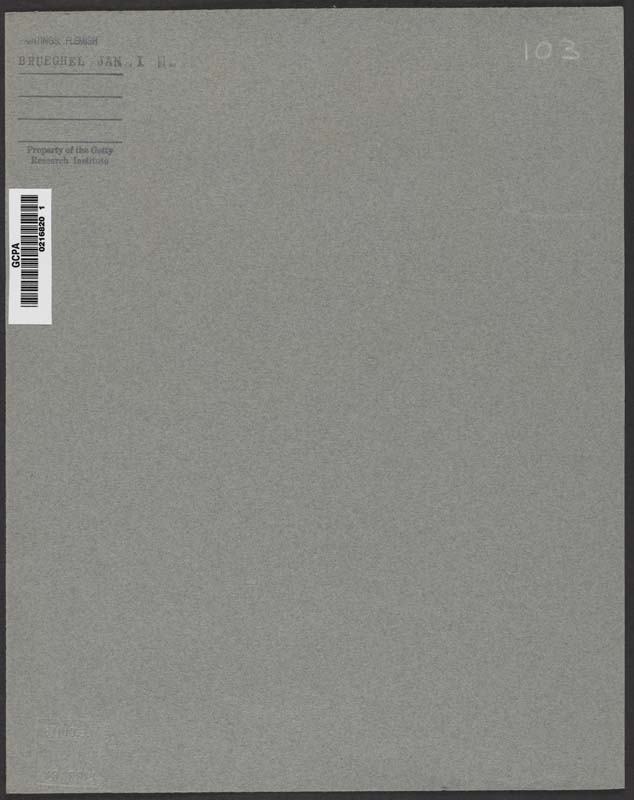 PAINTINGS, FLEMISH
BRUEGHEL, JAN, I
103
Property of the Getty
Research Institute
GCPA
0216820 1